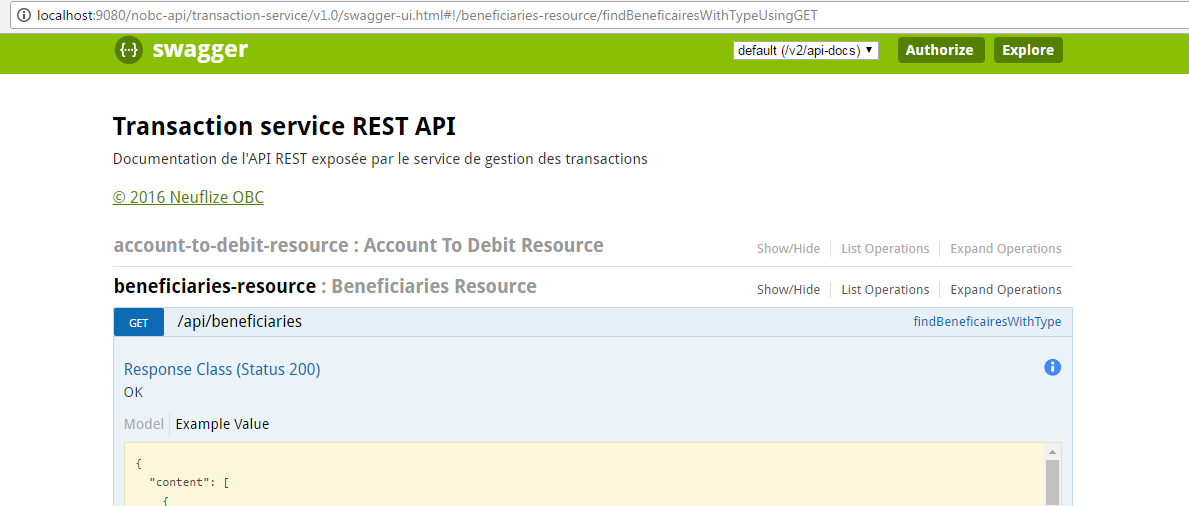 localhost:9080/nobc-api/transaction-service/v1.0/swagger-ui.html#!/beneficiaries-resource/findBeneficairesWithTypeUsingGET
{··} swagger default (/v2/api-docs) ▼ Authorize Explore
Transaction service REST API
Documentation de l'API REST exposée par le service de gestion des transactions
© 2016 Neuflize OBC
account-to-debit-resource : Account To Debit Resource Show/Hide List Operations Expand Operations
beneficiaries-resource : Beneficiaries Resource Show/Hide List Operations Expand Operations
GET /api/beneficiaries findBeneficairesWithType
Response Class (Status 200)
OK
Model Example Value
{
"content": [
{